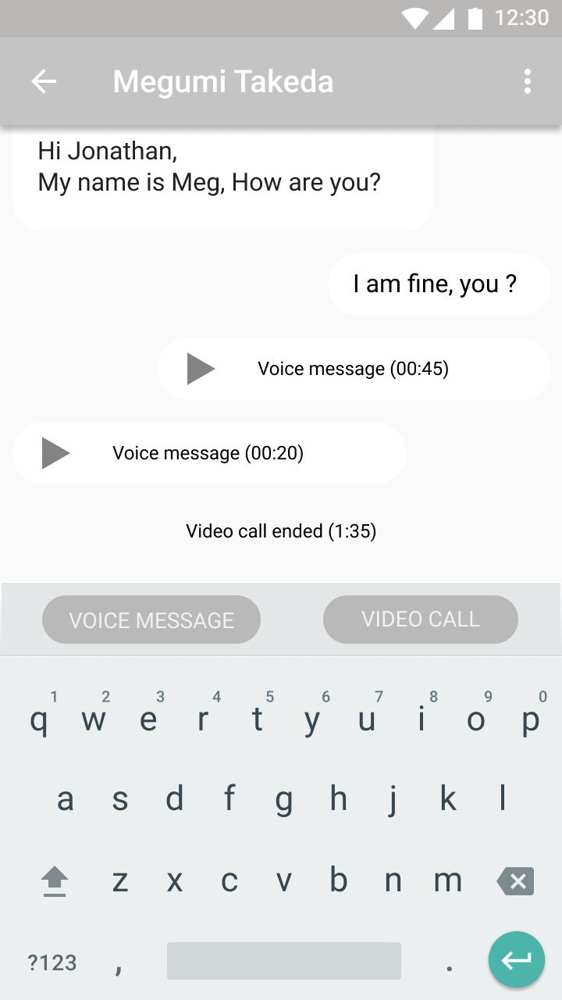 12:30
Megumi Takeda
Hi Jonathan,
My name is Meg, How are you?
I am fine, you ?
Voice message (00:45)
Voice message (00:20)
Video call ended (1:35)
VOICE MESSAGE VIDEO CALL
1 2 3 4 5 6 7 8 9 0
q w e r t y u i o p
a s d f g h j k l
z x c v b n m
?123 , .